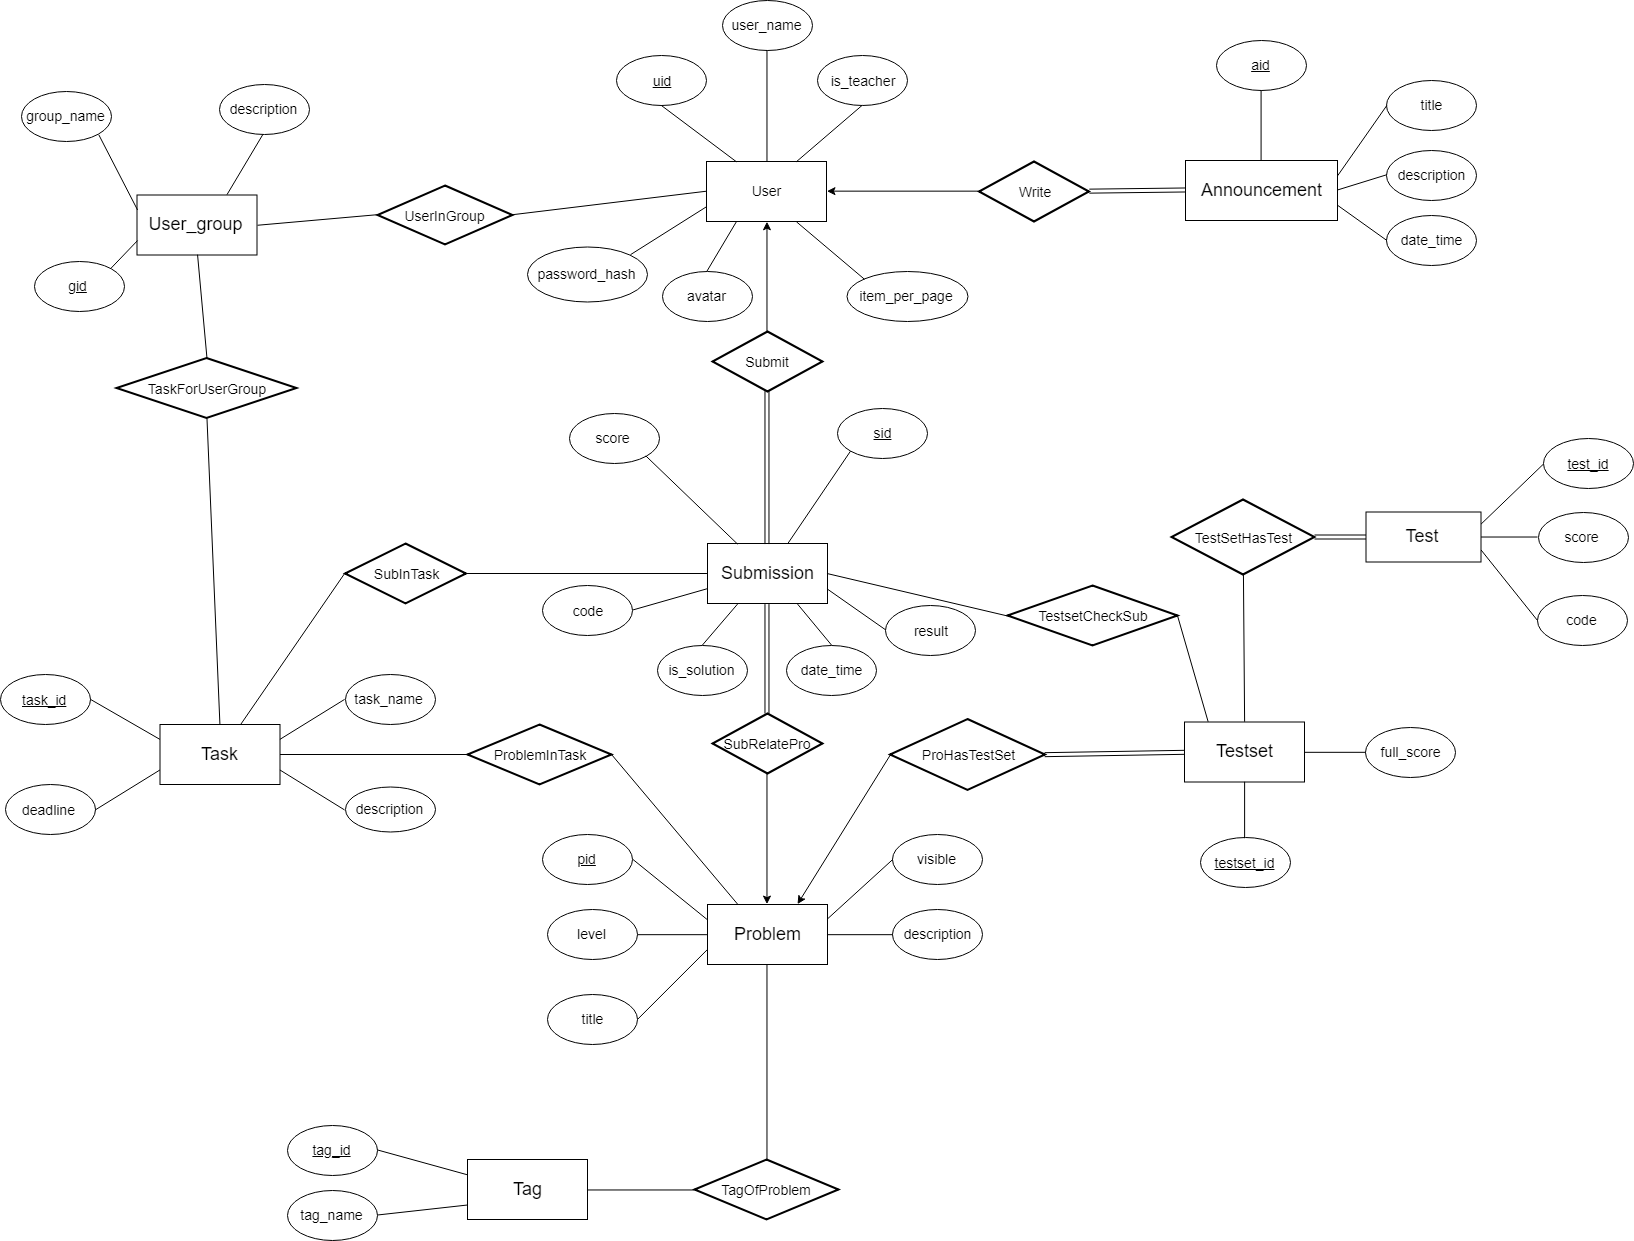 user_name
uid
is_teacher
aid
title
group_name
description
User
Write
Announcement
description
User_group
UserInGroup
date_time
gid
password_hash
avatar
item_per_page
TaskForUserGroup
Submit
score
sid
test_id
TestSetHasTest
Test
score
SubInTask
Submission
code
result
TestsetCheckSub
code
is_solution
date_time
task_id
task_name
Task
ProblemInTask
SubRelatePro
ProHasTestSet
Testset
full_score
deadline
description
pid
visible
testset_id
level
Problem
description
title
tag_id
Tag
TagOfProblem
tag_name